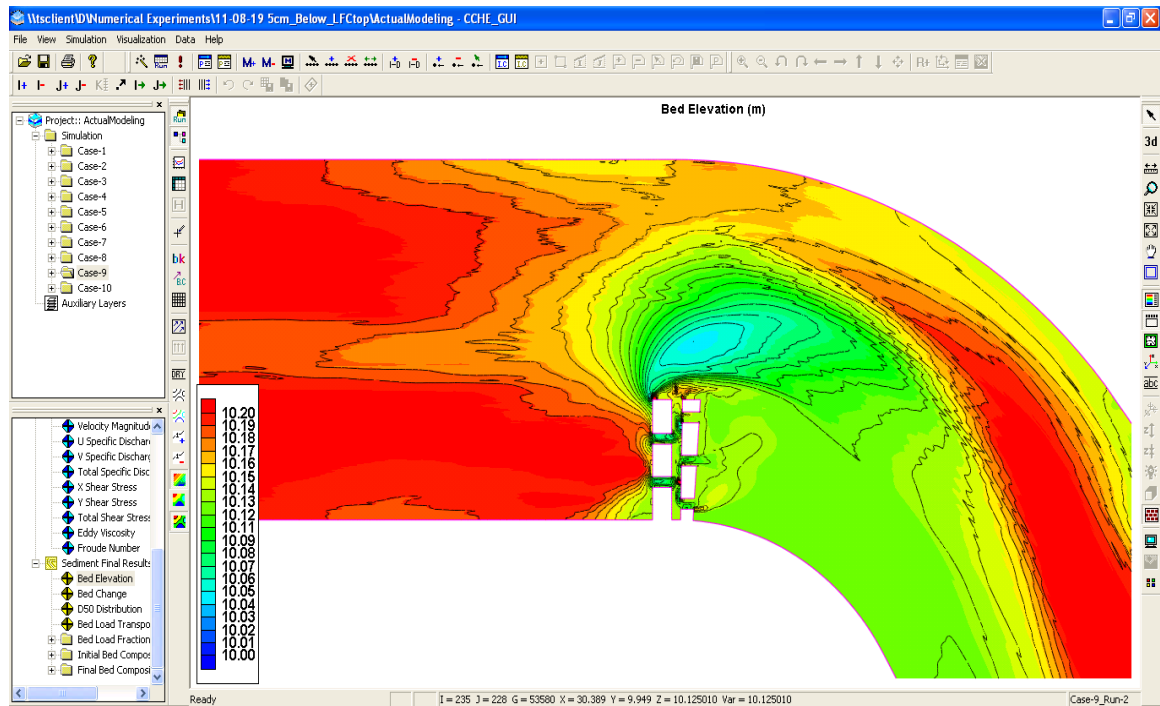 \\tsclient\D\Numerical Experiments\11-08-19 5cm_Below_LFCtop\ActualModeling - CCHE_GUI
File View Simulation Visualization Data Help
Project:: ActualModeling
Simulation
Case-1
Case-2
Case-3
Case-4
Case-5
Case-6
Case-7
Case-8
Case-9
Case-10
Auxiliary Layers
Velocity Magnitude
U Specific Dischar
V Specific Discharg
Total Specific Disc
X Shear Stress
Y Shear Stress
Total Shear Stress
Eddy Viscosity
Froude Number
Sediment Final Results
Bed Elevation
Bed Change
D50 Distribution
Bed Load Transpo
Bed Load Fraction
Initial Bed Compos
Final Bed Composi
Run
bk
B.C
DRY
Bed Elevation (m)
10.20
10.19
10.18
10.17
10.16
10.15
10.14
10.13
10.12
10.11
10.10
10.09
10.08
10.07
10.06
10.05
10.04
10.03
10.02
10.01
10.00
3d
abc
Ready
I = 235 J = 228 G = 53580 X = 30.389 Y = 9.949 Z = 10.125010 Var = 10.125010
Case-9_Run-2